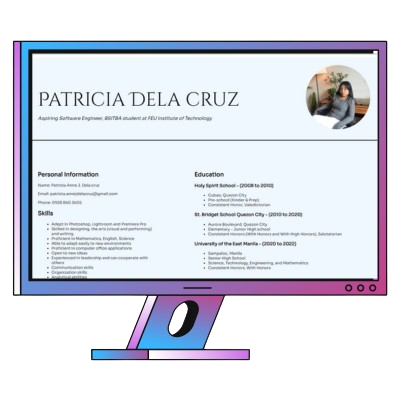 PATRICIA DELA CRUZ
Aspiring Software Engineer, BSITBA student at FEU Institute of Technology
Personal Information
Name: Patricia Anne J. Dela cruz
Email: patricia.annejdelacruz@gmail.com
Phone:
Skills
Adept in Photoshop, Lightroom and Premiere Pro
Skilled in designing, the arts (visual and performing)
and writing
Proficient in Mathematics, English, Science
Able to adapt easily to new environments
Proficient in computer office applications
Open to new ideas
Experienced in leadership and can cooperate with
others
Communication skills
Organization skills
Analytical abilities
Education
Holy Spirit School - (2008 to 2010)
Cubao, Quezon City
Pre-school (Kinder & Prep)
Consistent Honor, Valedictorian
St. Bridget School Quezon City - (2010 to 2020)
Aurora Boulevard, Quezon City
Elementary - Junior High school
Consistent Honors (With Honors and With High Honors), Salutatorian
University of the East Manila - (2020 to 2022)
Sampaloc, Manila
Senior High School
Science, Technology, Engineering, and Mathematics
Consistent Honors, With Honors